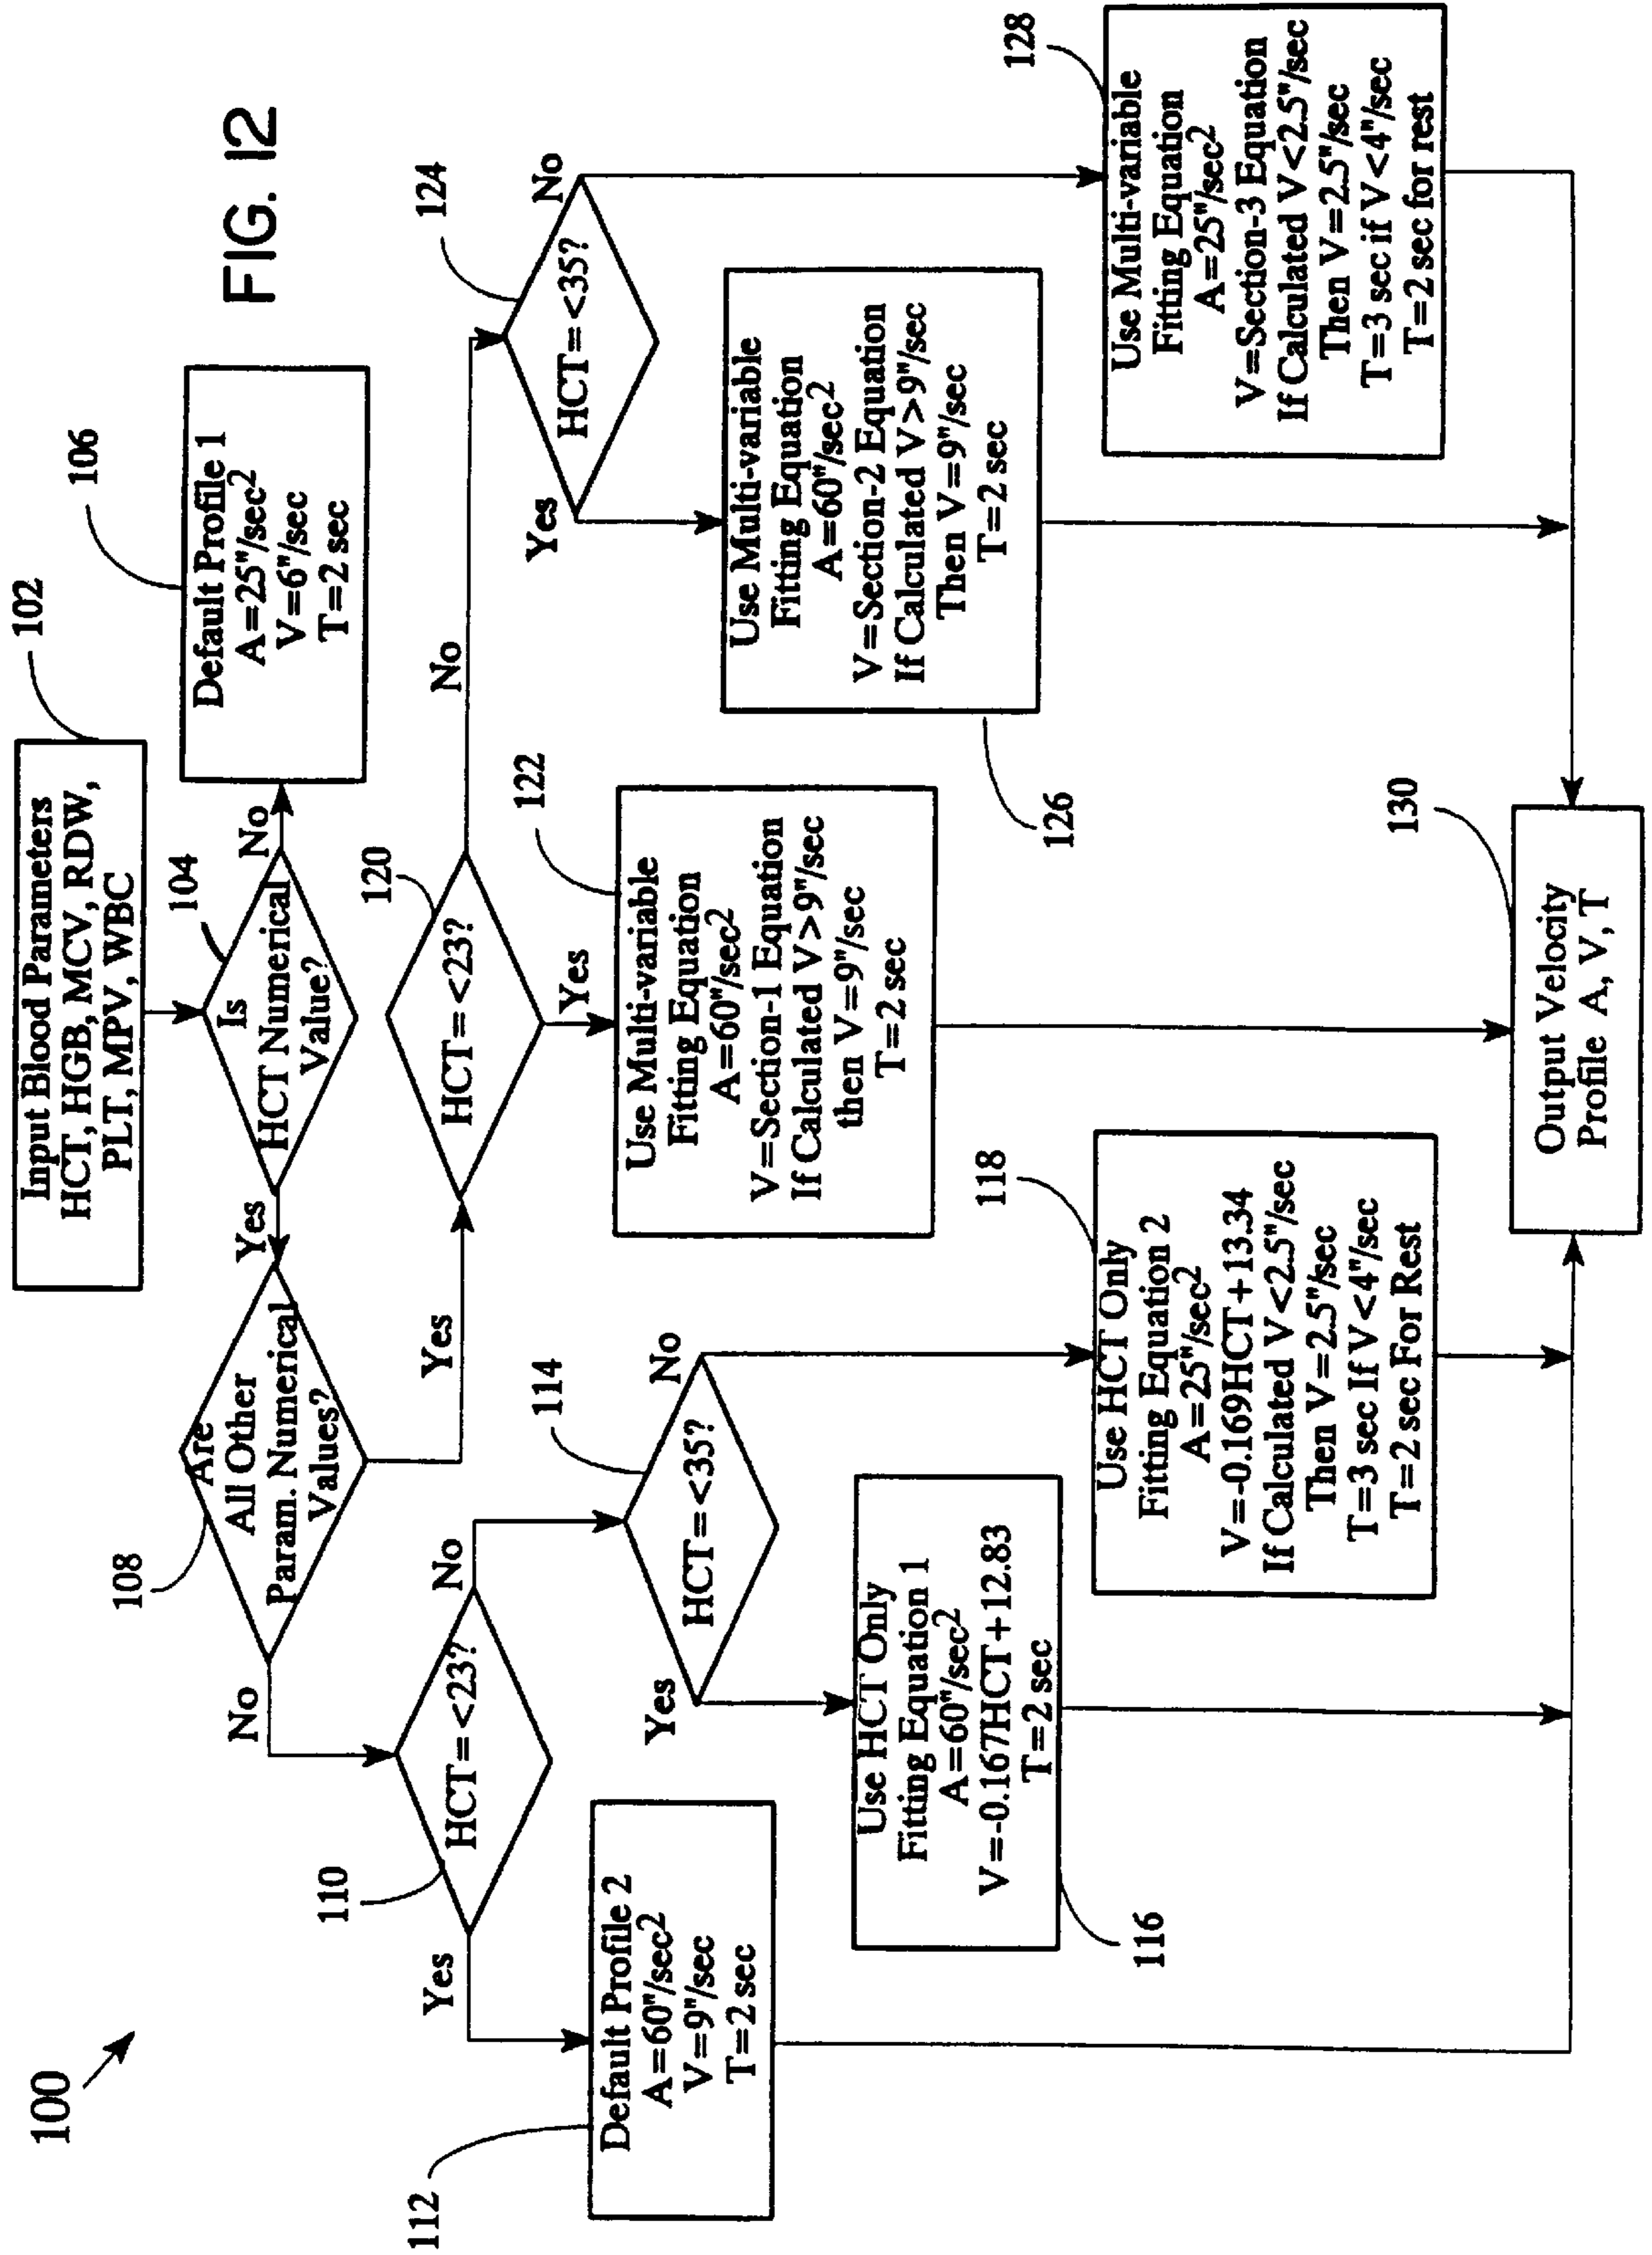 FIG. 12
100
102
Input Blood Parameters
HCT, HGB, MCV, RDW,
PLT, MPV, WBC
104
Is
HCT Numerical
Value?
No
Yes
106
Default Profile 1
A=25"/sec2
V=6"/sec
T=2 sec
108
Are
All Other
Param. Numerical
Values?
No
Yes
110
HCT=<23?
Yes
No
112
Default Profile 2
A=60"/sec2
V=9"/sec
T=2 sec
114
HCT=<35?
Yes
No
116
Use HCT Only
Fitting Equation 1
A=60"/sec2
V=-0.167HCT+12.83
T=2 sec
118
Use HCT Only
Fitting Equation 2
A=25"/sec2
V=-0.169HCT+13.34
If Calculated V<2.5"/sec
Then V=2.5"/sec
T=3 sec If V<4"/sec
T=2 sec For Rest
120
HCT=<23?
Yes
No
122
Use Multi-variable
Fitting Equation
A=60"/sec2
V=Section-1 Equation
If Calculated V>9"/sec
then V=9"/sec
T=2 sec
124
HCT=<35?
Yes
No
126
Use Multi-variable
Fitting Equation
A=60"/sec2
V=Section-2 Equation
If Calculated V>9"/sec
Then V=9"/sec
T=2 sec
128
Use Multi-variable
Fitting Equation
A=25"/sec2
V=Section-3 Equation
If Calculated V<2.5"/sec
Then V=2.5"/sec
T=3 sec if V<4"/sec
T=2 sec for rest
130
Output Velocity
Profile A, V, T